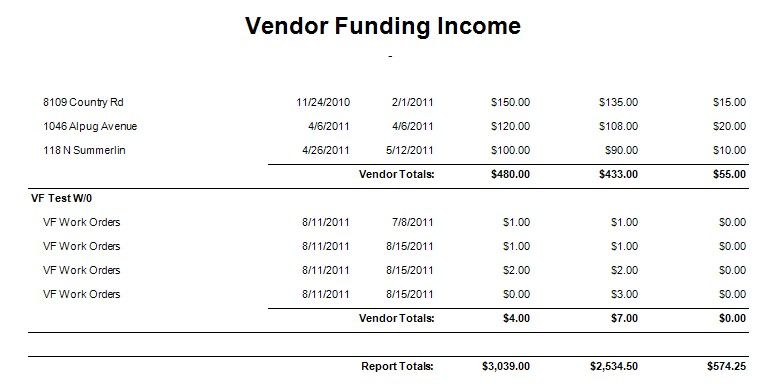 Vendor Funding Income
-
8109 Country Rd 11/24/2010 2/1/2011 $150.00 $135.00 $15.00
1046 Alpug Avenue 4/6/2011 4/6/2011 $120.00 $108.00 $20.00
118 N Summerlin 4/26/2011 5/12/2011 $100.00 $90.00 $10.00
Vendor Totals: $480.00 $433.00 $55.00
VF Test W/0
VF Work Orders 8/11/2011 7/8/2011 $1.00 $1.00 $0.00
VF Work Orders 8/11/2011 8/15/2011 $1.00 $1.00 $0.00
VF Work Orders 8/11/2011 8/15/2011 $2.00 $2.00 $0.00
VF Work Orders 8/11/2011 8/15/2011 $0.00 $3.00 $0.00
Vendor Totals: $4.00 $7.00 $0.00
Report Totals: $3,039.00 $2,534.50 $574.25